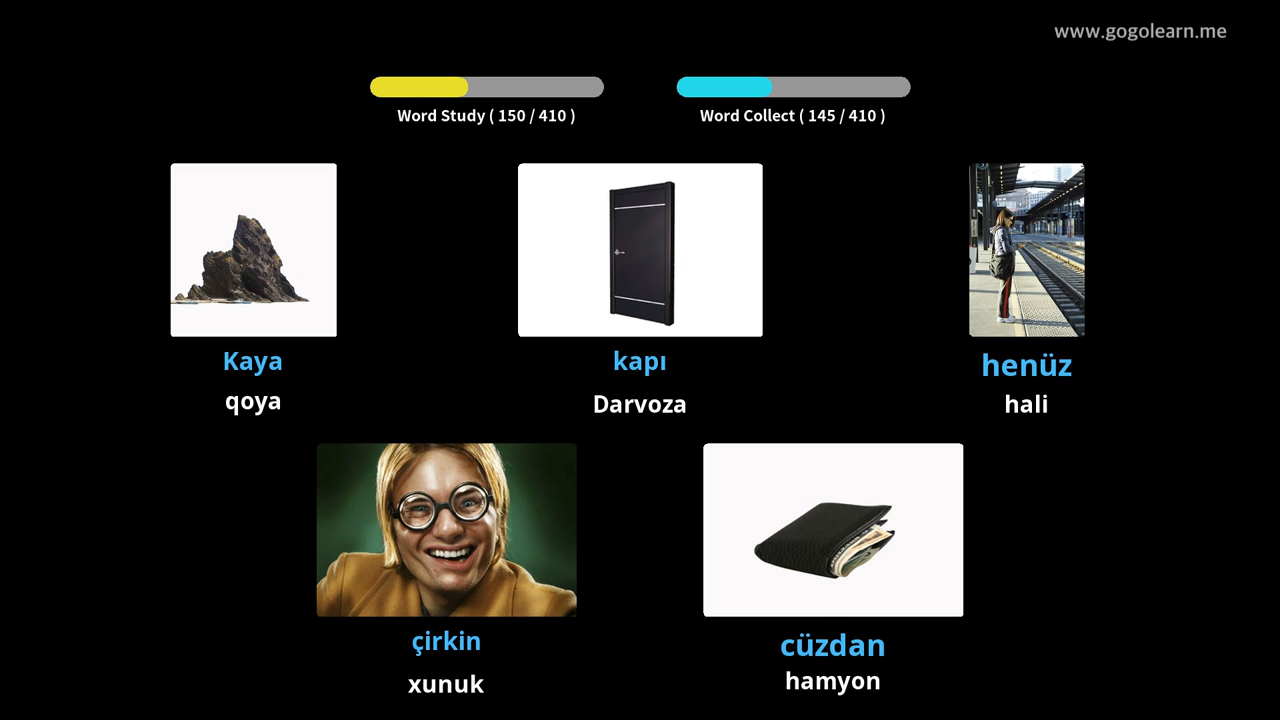 www.gogolearn.me
Word Study ( 150 / 410 )
Word Collect ( 145 / 410 )
Kaya
qoya
kapı
Darvoza
henüz
hali
çirkin
xunuk
cüzdan
hamyon